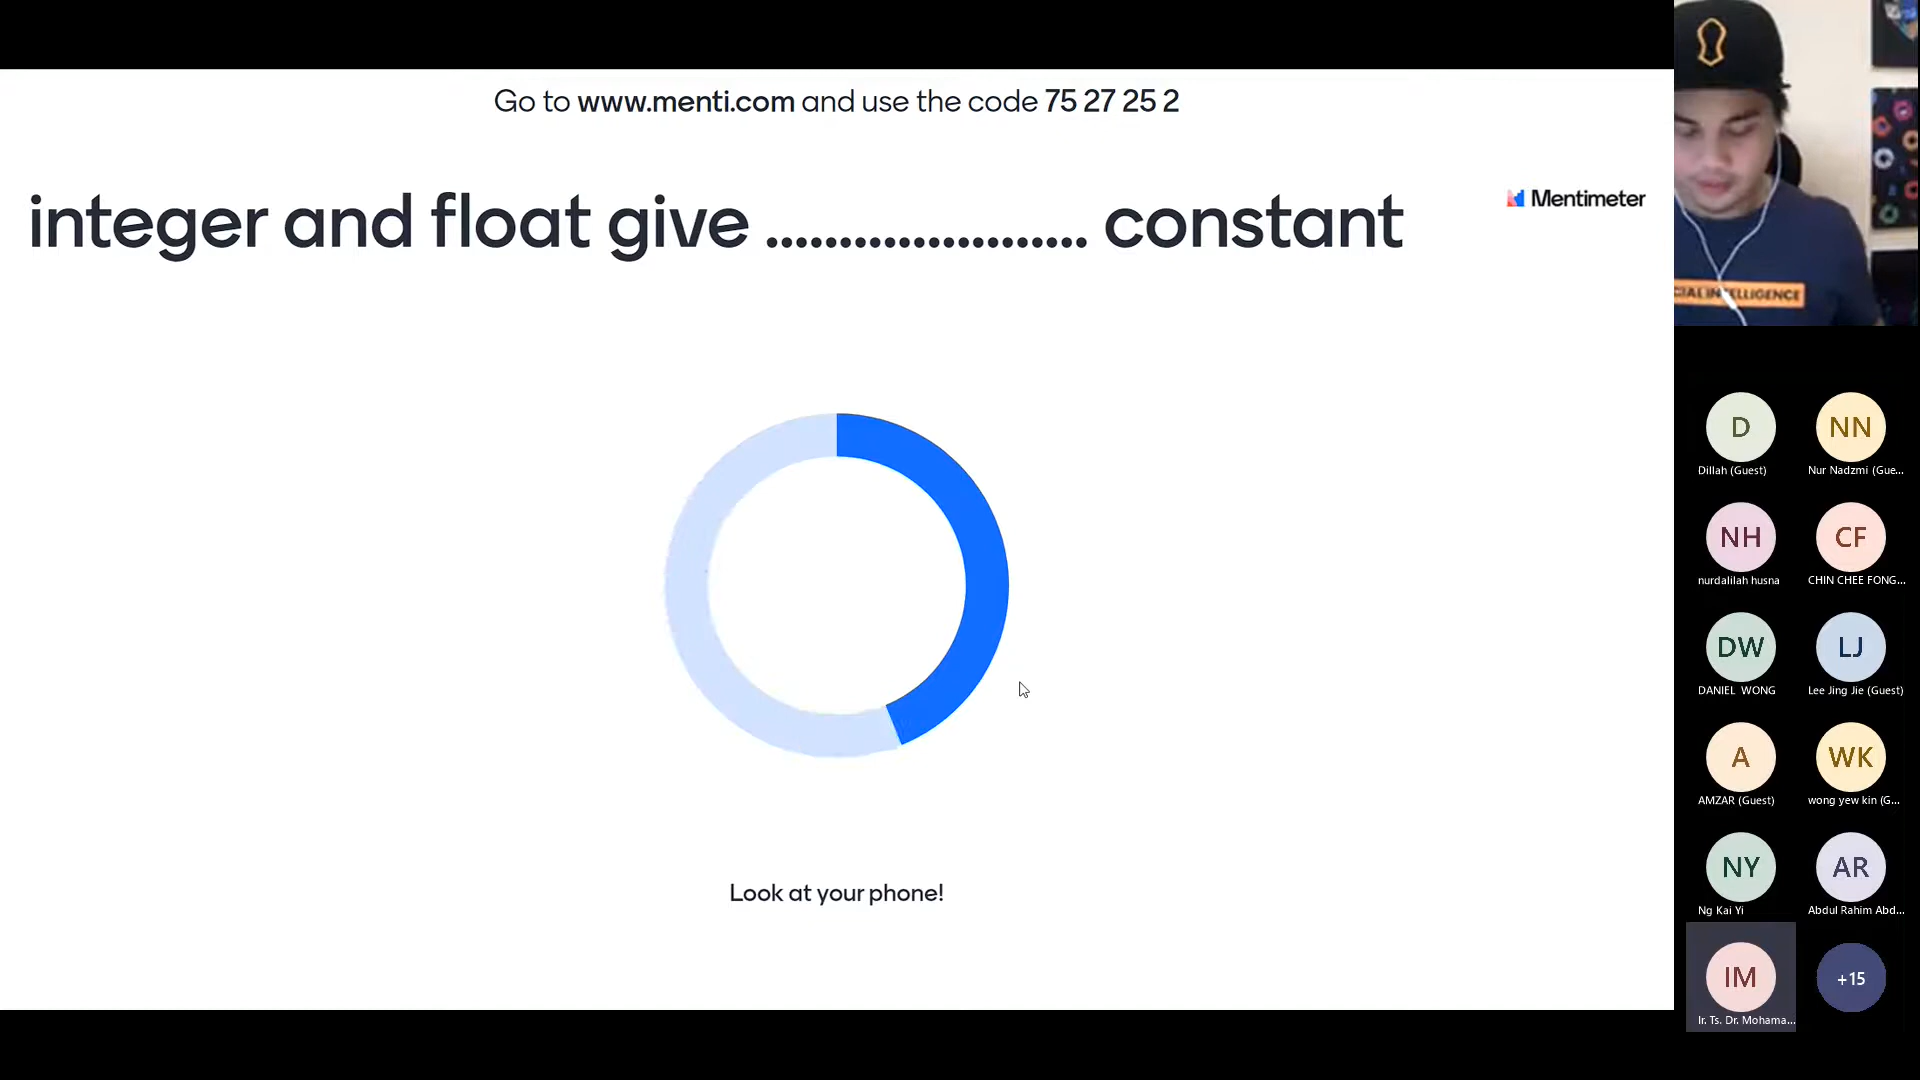 Go to www.menti.com and use the code 75 27 25 2
integer and float give ...................... constant
Mentimeter
Look at your phone!
CIAL INTELLIGENCE
D
Dillah (Guest)
NN
Nur Nadzmi (Gue...
NH
nurdalilah husna
CF
CHIN CHEE FONG...
DW
DANIEL WONG
LJ
Lee Jing Jie (Guest)
A
AMZAR (Guest)
WK
wong yew kin (G...
NY
Ng Kai Yi
AR
Abdul Rahim Abd...
IM
Ir. Ts. Dr. Mohama...
+15